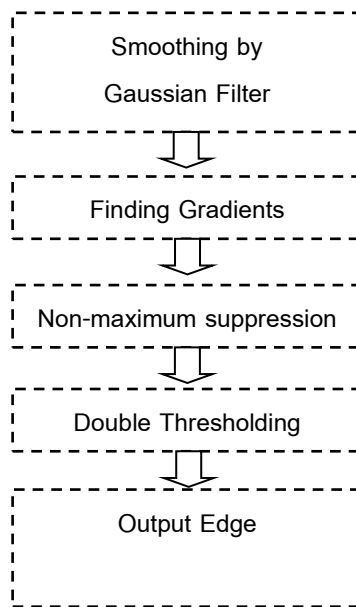 Smoothing by
Gaussian Filter
Finding Gradients
Non-maximum suppression
Double Thresholding
Output Edge